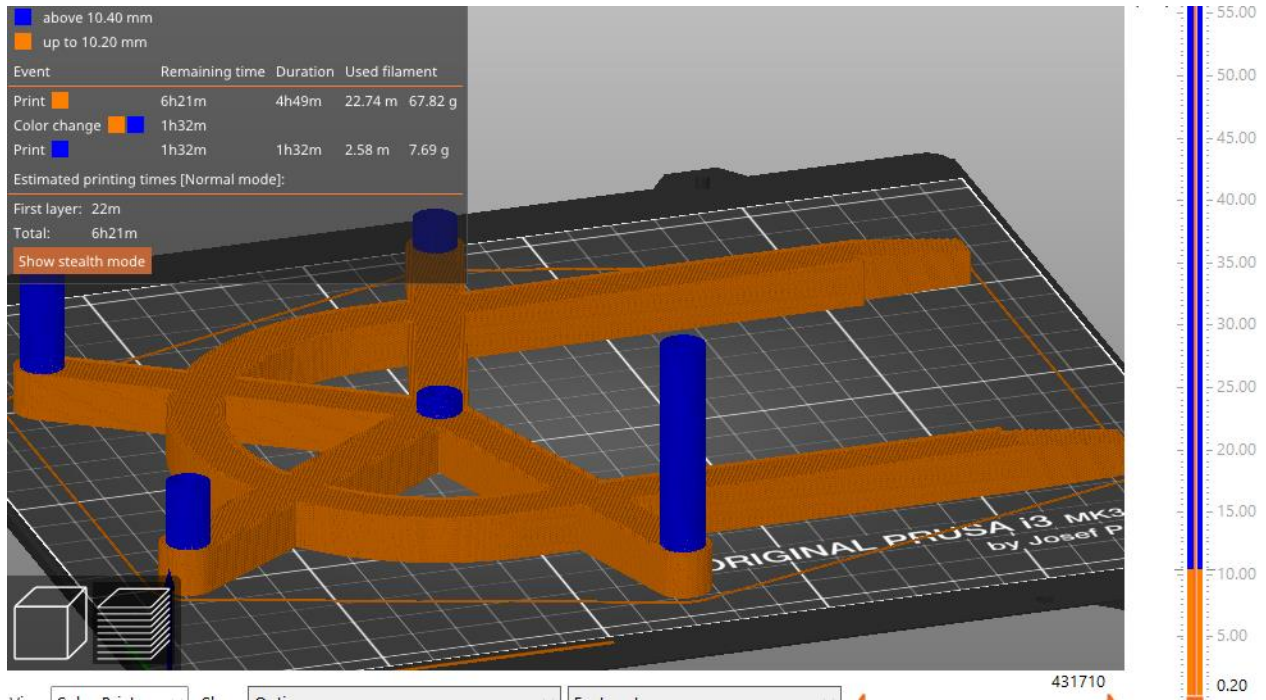 above 10.40 mm
up to 10.20 mm
Event Remaining time Duration Used filament
Print 6h21m 4h49m 22.74 m 67.82 g
Color change 1h32m
Print 1h32m 1h32m 2.58 m 7.69 g
Estimated printing times [Normal mode]:
First layer: 22m
Total: 6h21m
Show stealth mode
55.00
50.00
45.00
40.00
35.00
30.00
25.00
20.00
15.00
10.00
5.00
0.20
ORIGINAL PRUSA i3 MK3
by Josef P
431710